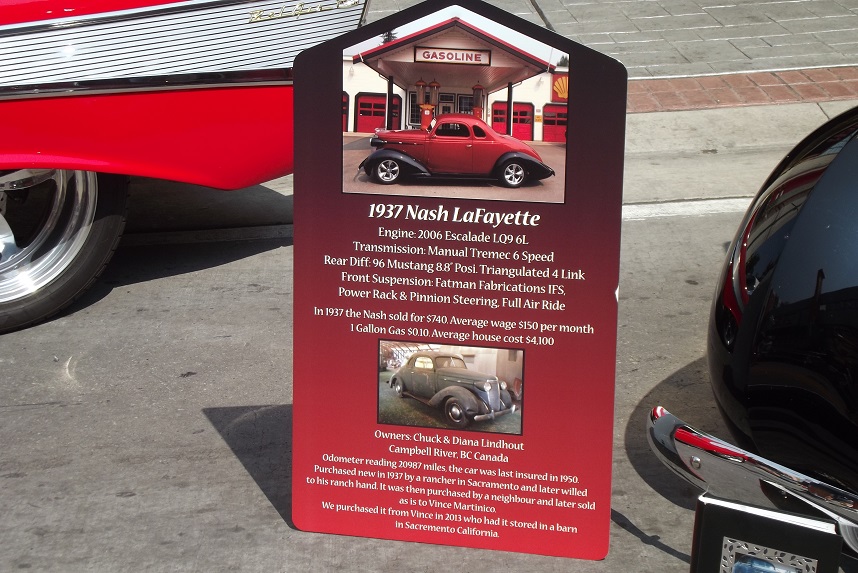 GASOLINE
1937 Nash LaFayette
Engine: 2006 Escalade LQ9 6L
Transmission: Manual Tremec 6 Speed
Rear Diff: 96 Mustang 8.8" Posi. Triangulated 4 Link
Front Suspension: Fatman Fabrications IFS,
Power Rack & Pinnion Steering, Full Air Ride
In 1937 the Nash sold for $740. Average wage $150 per month
1 Gallon Gas $0.10. Average house cost $4,100
Owners: Chuck & Diana Lindhout
Campbell River, BC Canada
Odometer reading 20987 miles, the car was last insured in 1950.
Purchased new in 1937 by a rancher in Sacramento and later willed
to his ranch hand. It was then purchased by a neighbour and later sold
as is to Vince Martinico.
We purchased it from Vince in 2013 who had it stored in a barn
in Sacremento California.